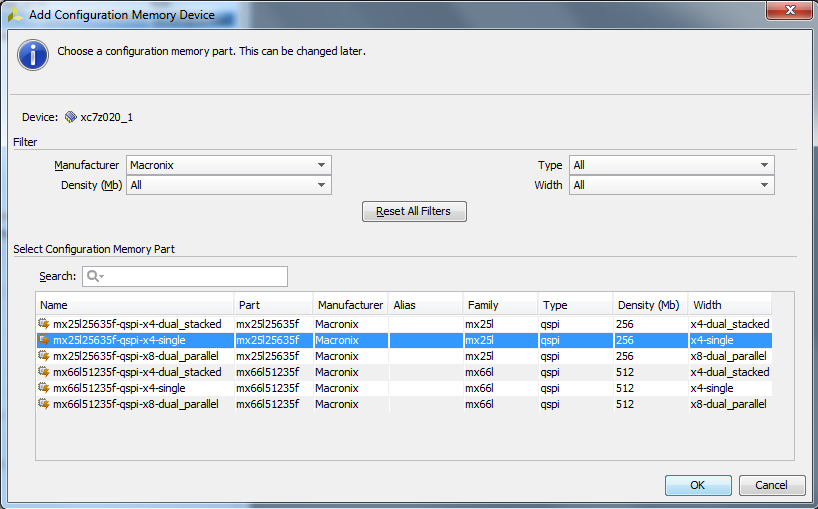 Add Configuration Memory Device
Choose a configuration memory part. This can be changed later.
Device: xc7z020_1
Filter
Manufacturer Macronix Type All
Density (Mb) All Width All
Reset All Filters
Select Configuration Memory Part
Search:
Name Part Manufacturer Alias Family Type Density (Mb) Width
mx25l25635f-qspi-x4-dual_stacked mx25l25635f Macronix mx25l qspi 256 x4-dual_stacked
mx25l25635f-qspi-x4-single mx25l25635f Macronix mx25l qspi 256 x4-single
mx25l25635f-qspi-x8-dual_parallel mx25l25635f Macronix mx25l qspi 256 x8-dual_parallel
mx66l51235f-qspi-x4-dual_stacked mx66l51235f Macronix mx66l qspi 512 x4-dual_stacked
mx66l51235f-qspi-x4-single mx66l51235f Macronix mx66l qspi 512 x4-single
mx66l51235f-qspi-x8-dual_parallel mx66l51235f Macronix mx66l qspi 512 x8-dual_parallel
OK Cancel